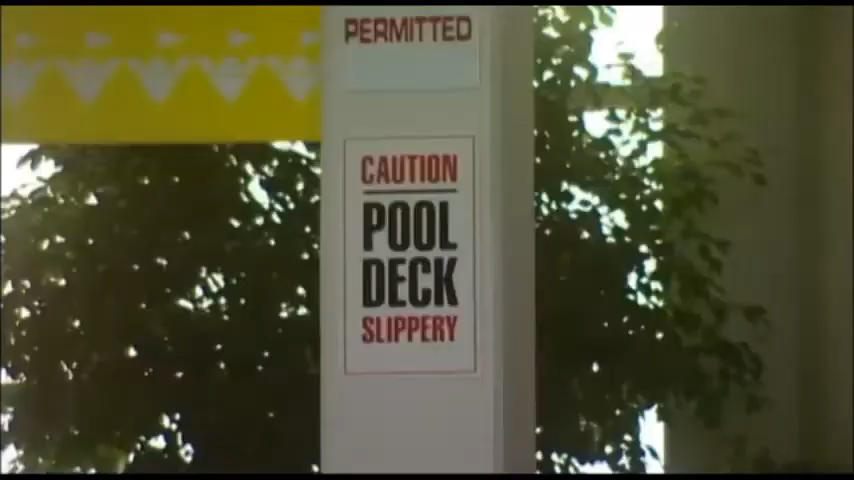 PERMITTED
CAUTION
POOL
DECK
SLIPPERY